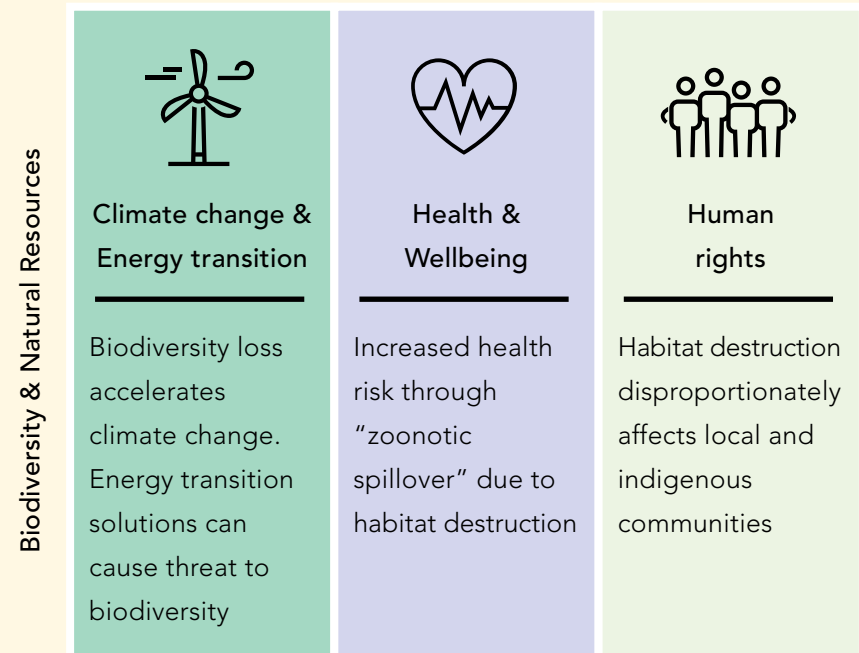 Biodiversity & Natural Resources
Climate change &
Energy transition
Biodiversity loss
accelerates
climate change.
Energy transition
solutions can
cause threat to
biodiversity
Health &
Wellbeing
Increased health
risk through
“zoonotic
spillover” due to
habitat destruction
Human
rights
Habitat destruction
disproportionately
affects local and
indigenous
communities